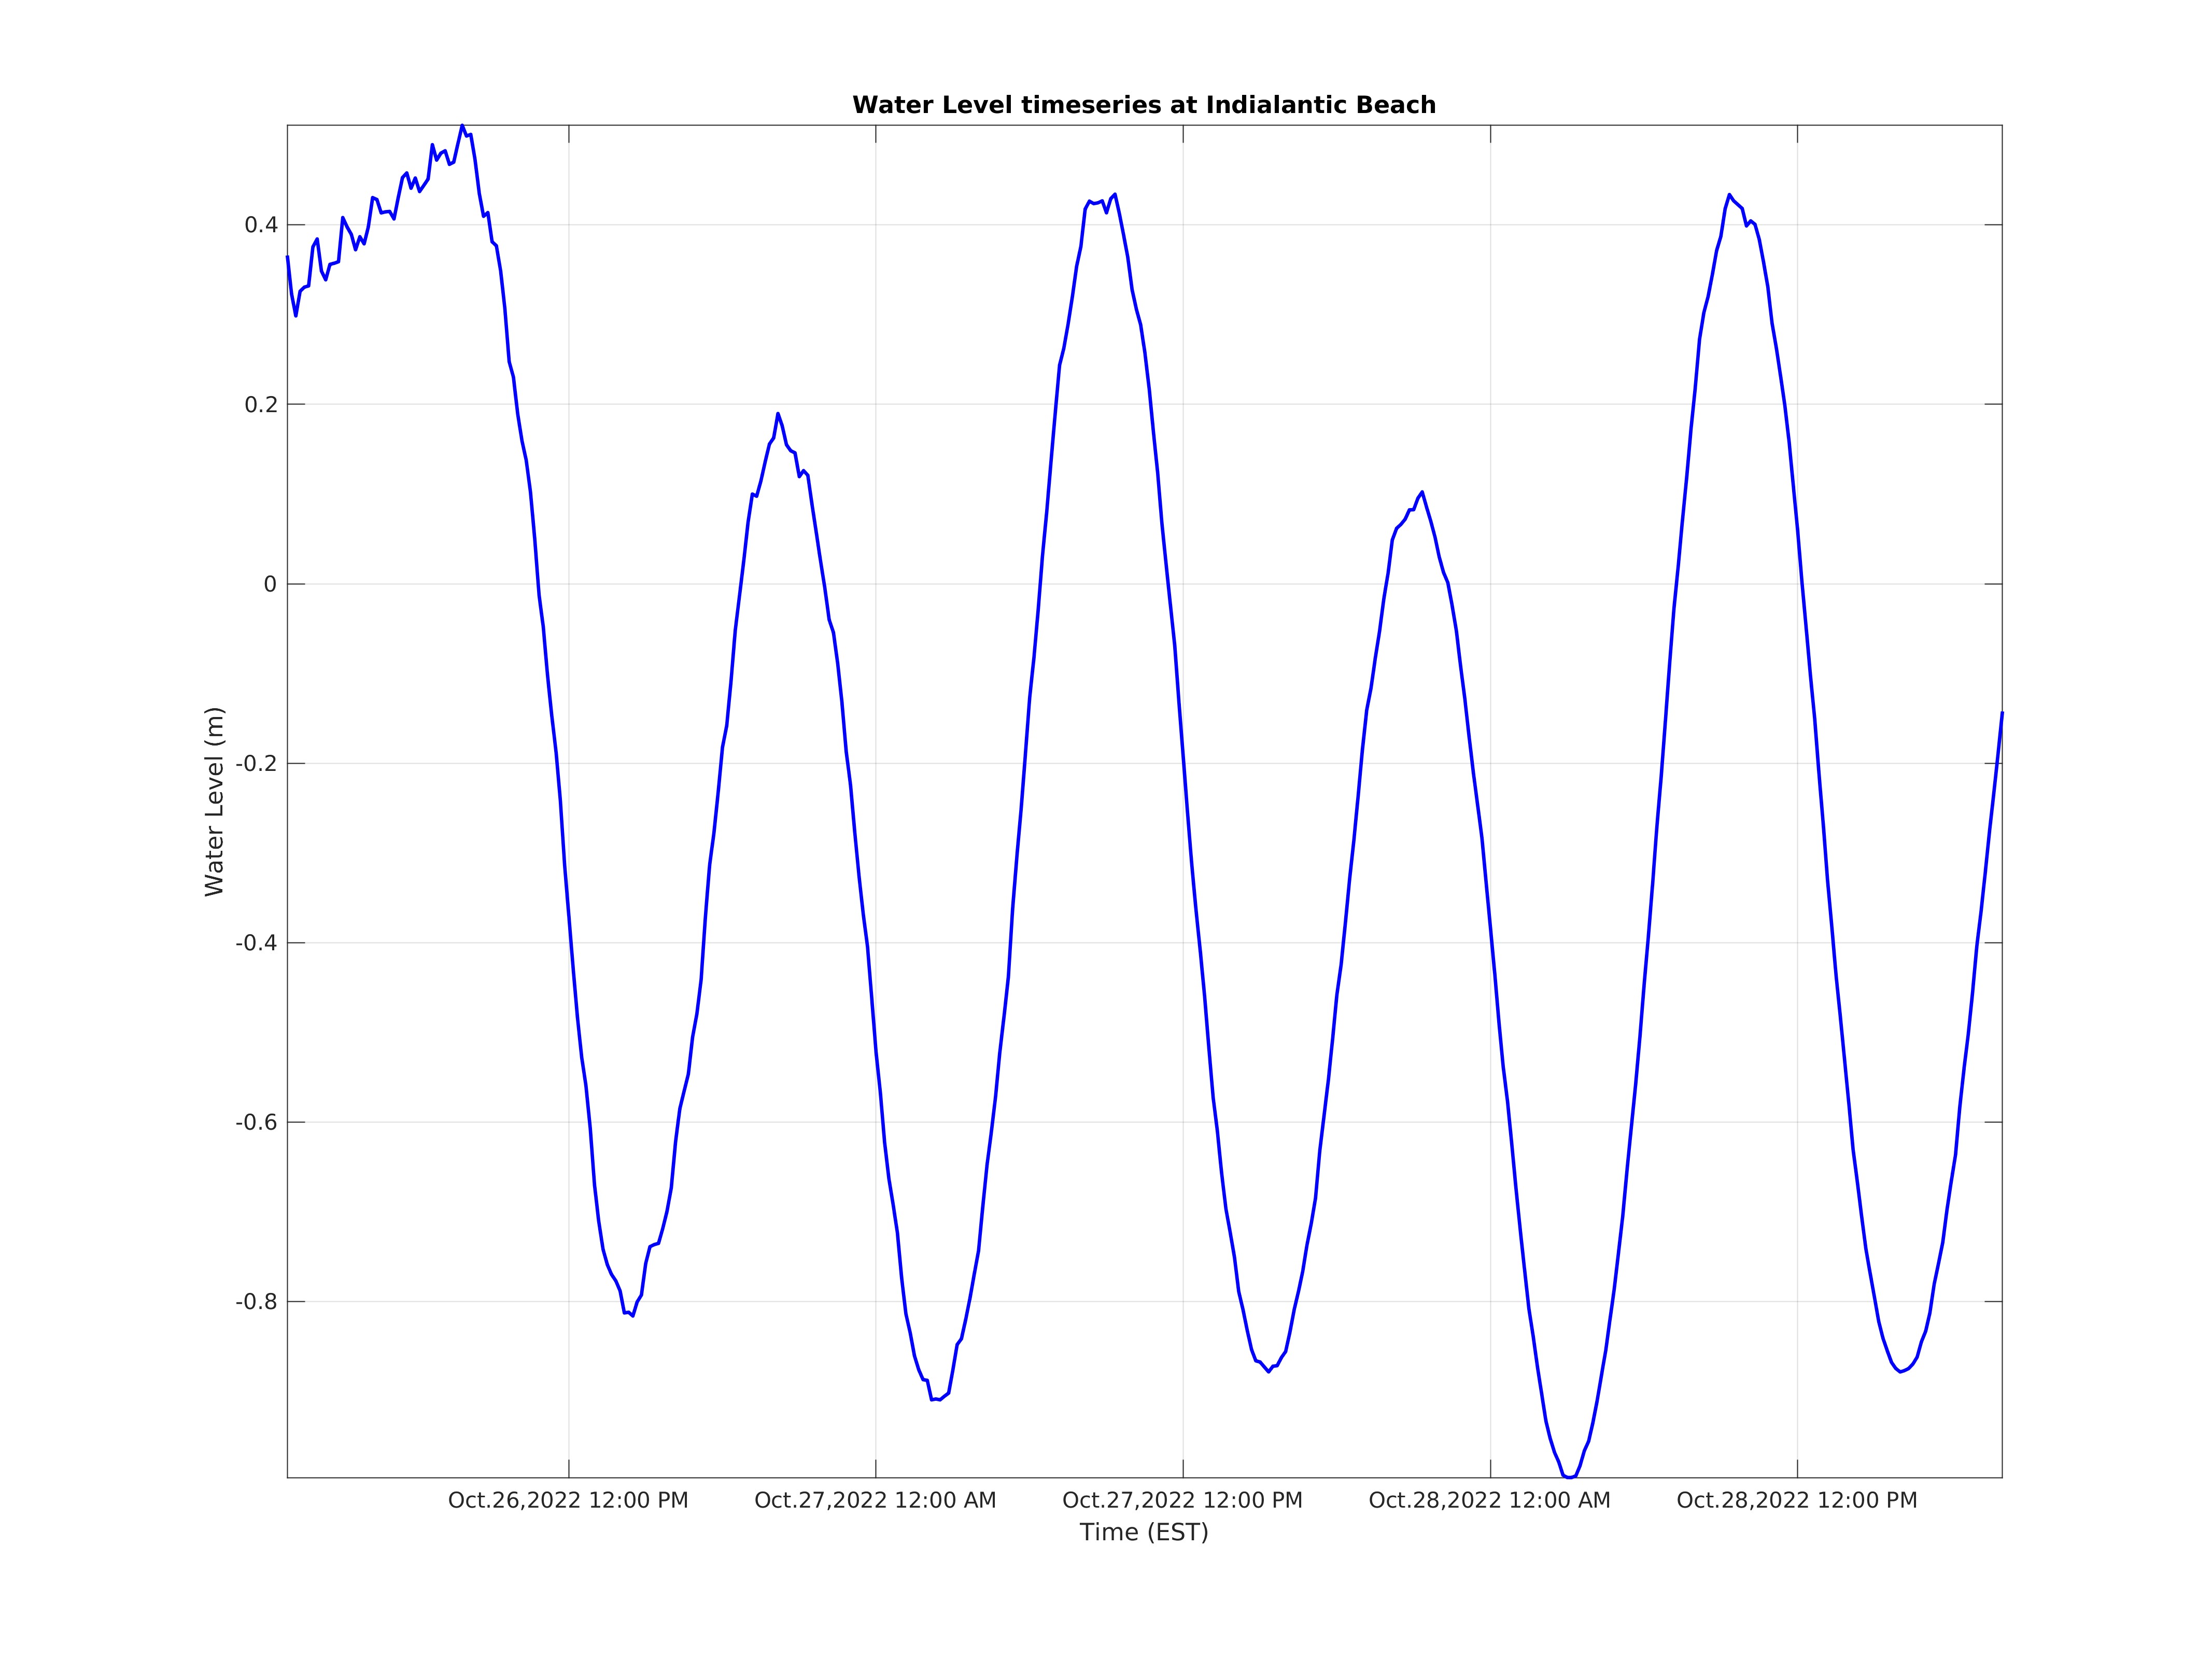 Water Level timeseries at Indialantic Beach
0.4
0.2
0
-0.2
-0.4
-0.6
-0.8
Water Level (m)
Oct.26,2022 12:00 PM Oct.27,2022 12:00 AM Oct.27,2022 12:00 PM Oct.28,2022 12:00 AM Oct.28,2022 12:00 PM
Time (EST)